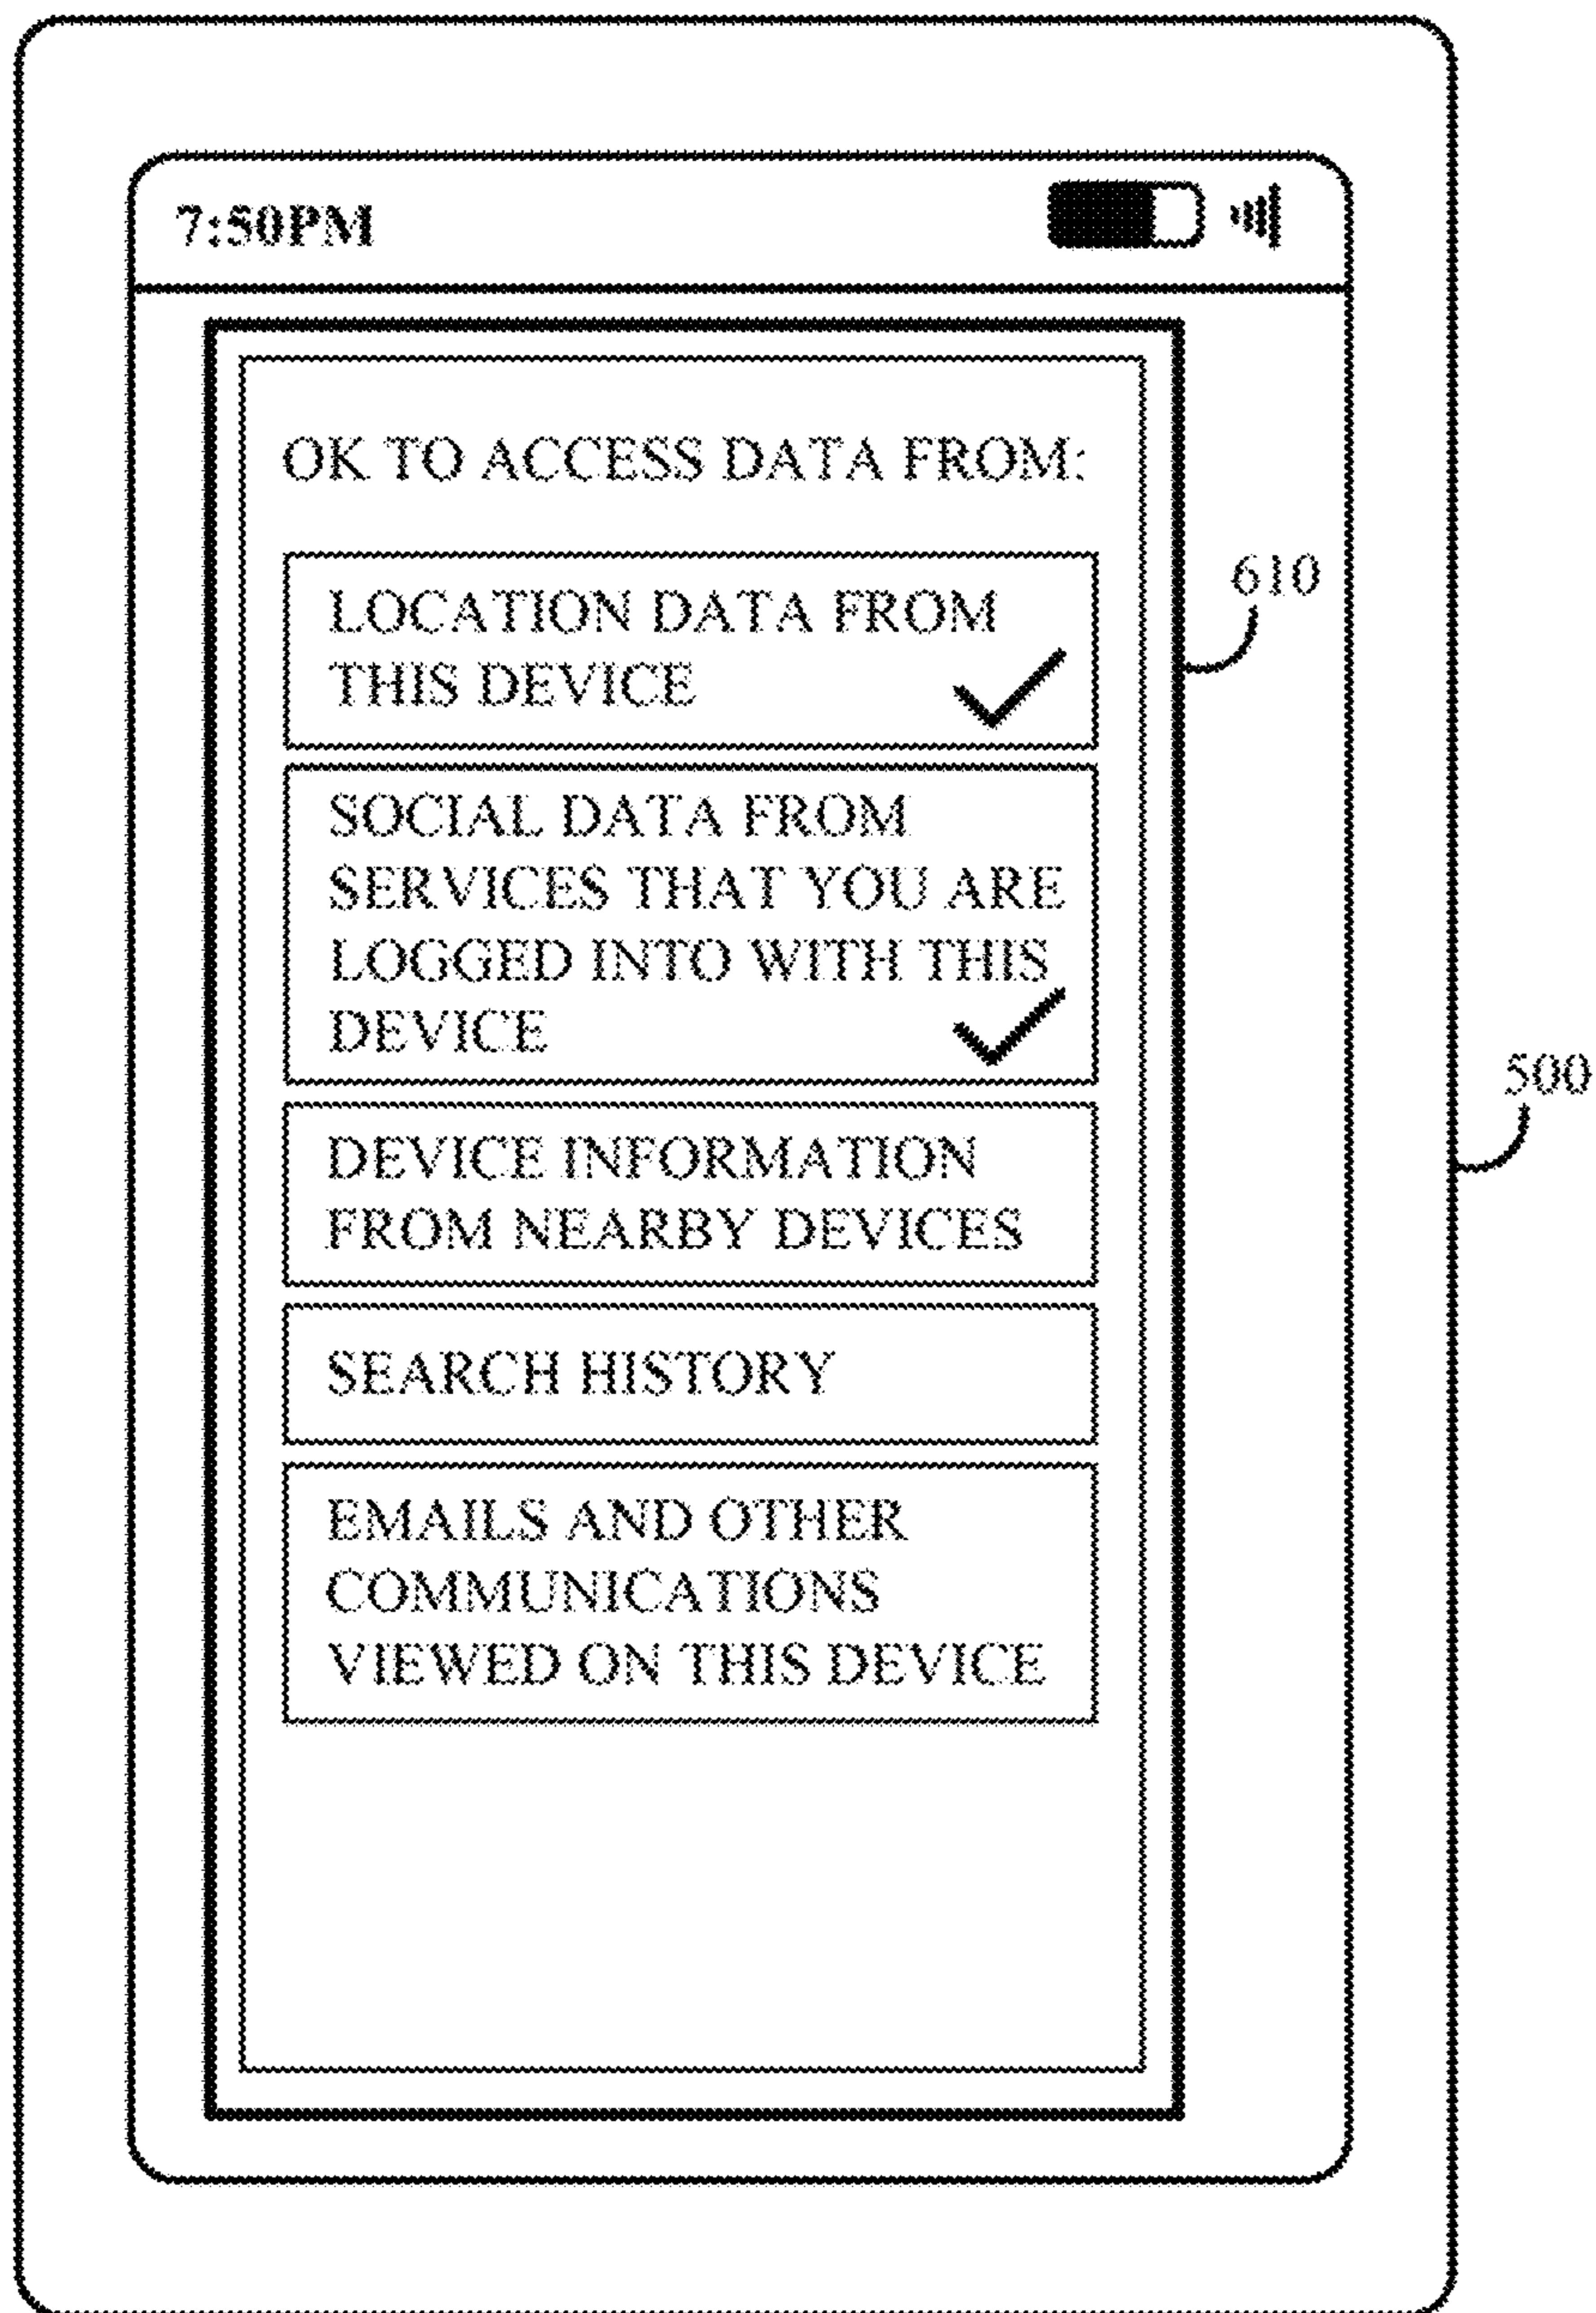 7:50PM
OK TO ACCESS DATA FROM:
LOCATION DATA FROM
THIS DEVICE
610
SOCIAL DATA FROM
SERVICES THAT YOU ARE
LOGGED INTO WITH THIS
DEVICE
500
DEVICE INFORMATION
FROM NEARBY DEVICES
SEARCH HISTORY
EMAILS AND OTHER
COMMUNICATIONS
VIEWED ON THIS DEVICE